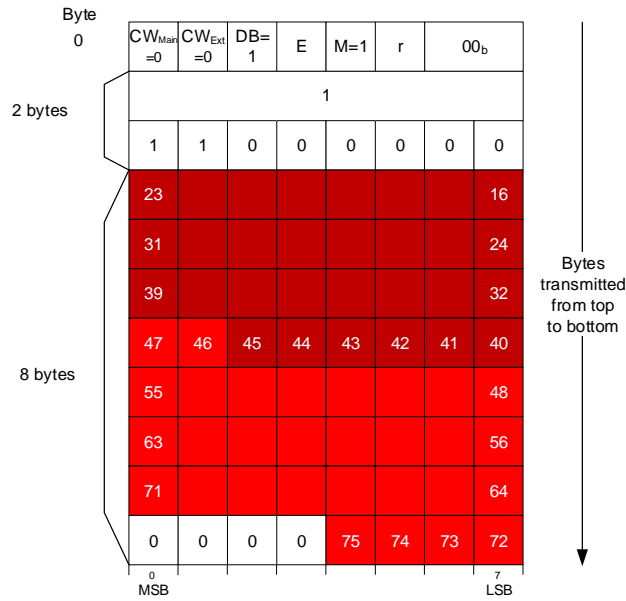 Byte
0
CW_Main =0 CW_Ext =0 DB= 1 E M=1 r 00_b
2 bytes
1
1 1 0 0 0 0 0 0
23 16
31 24
39 32
Bytes
transmitted
from top
to bottom
47 46 45 44 43 42 41 40
8 bytes
55 48
63 56
71 64
0 0 0 0 75 74 73 72
0 7
MSB LSB